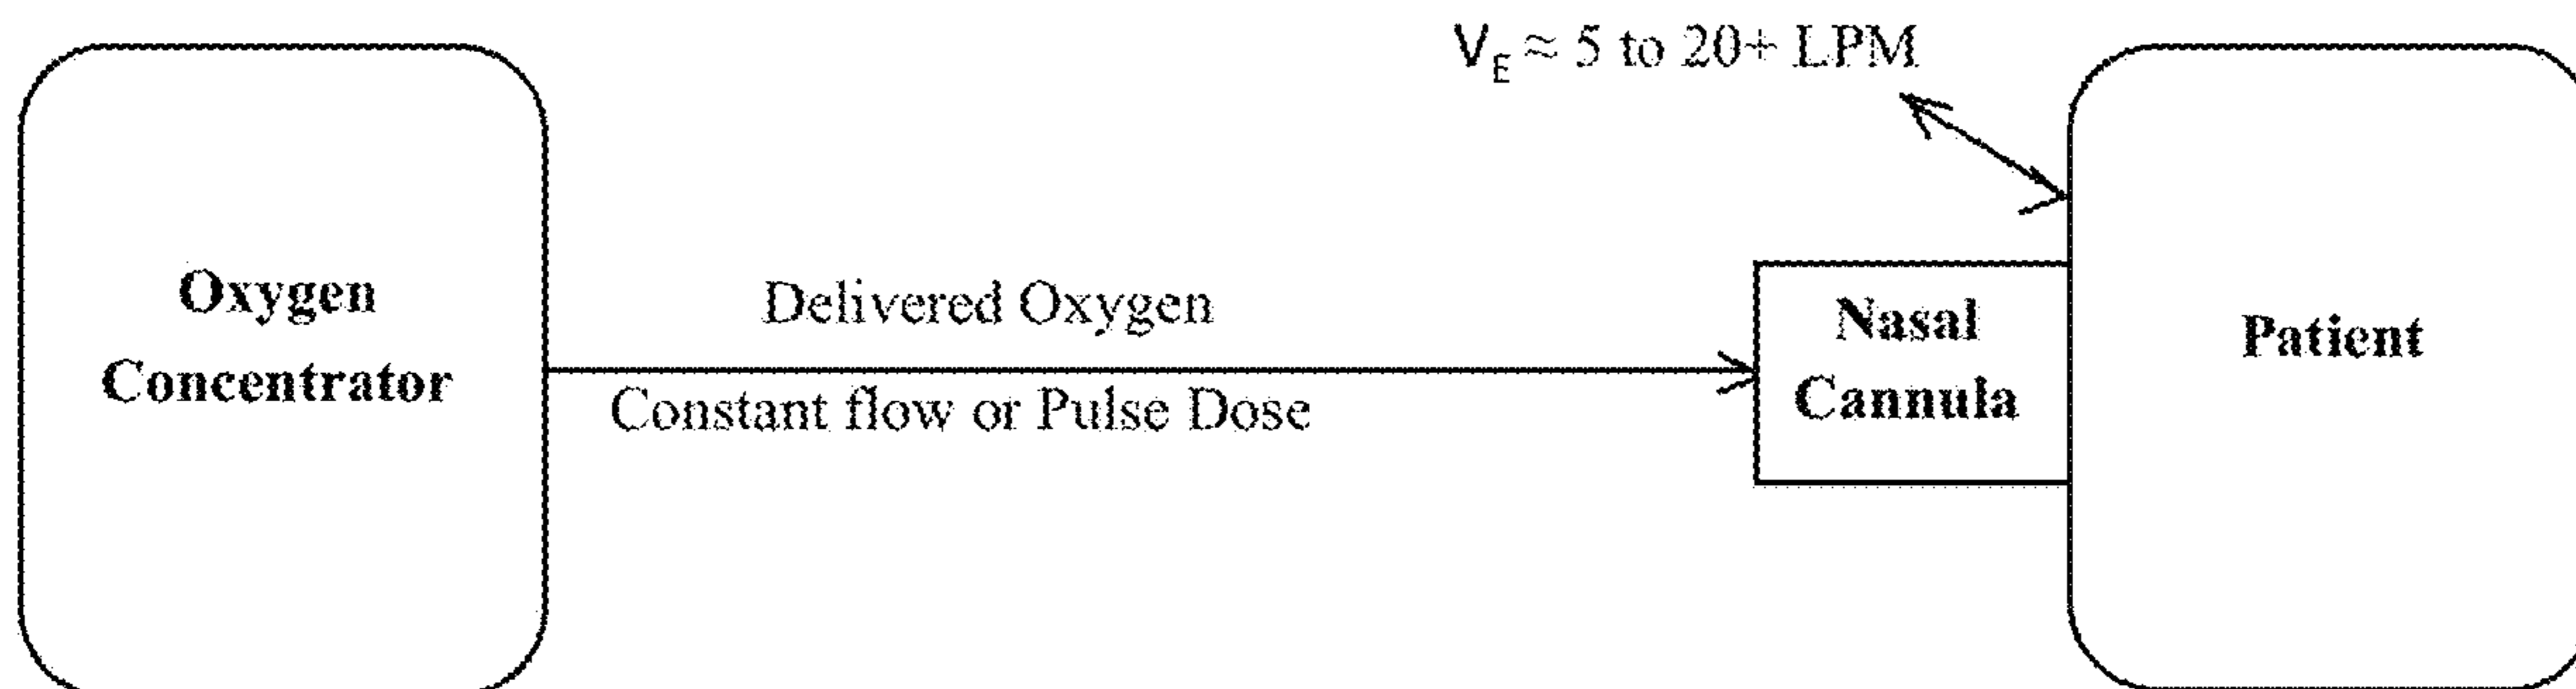 V_E ≈ 5 to 20+ LPM
Oxygen
Concentrator
Delivered Oxygen
Constant flow or Pulse Dose
Nasal
Cannula
Patient